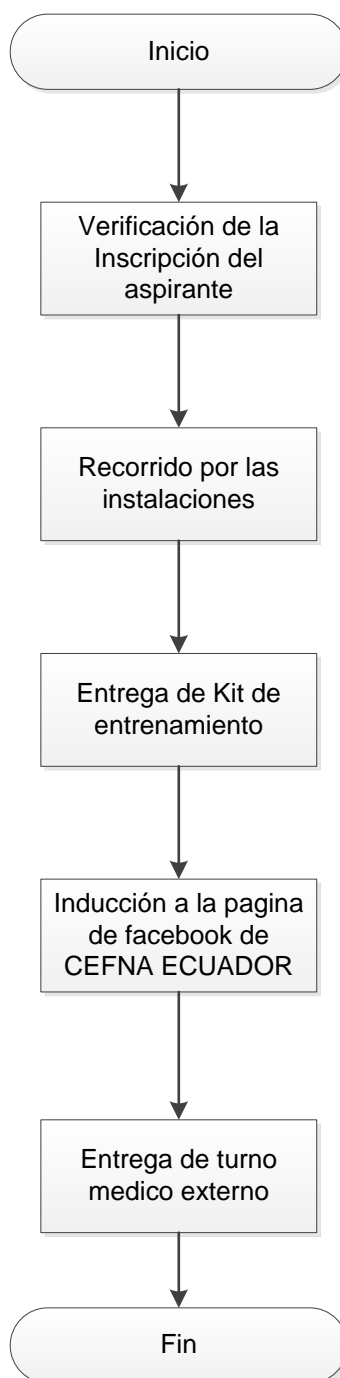 Inicio
Verificación de la
Inscripción del
aspirante
Recorrido por las
instalaciones
Entrega de Kit de
entrenamiento
Inducción a la pagina
de facebook de
CEFNA ECUADOR
Entrega de turno
medico externo
Fin